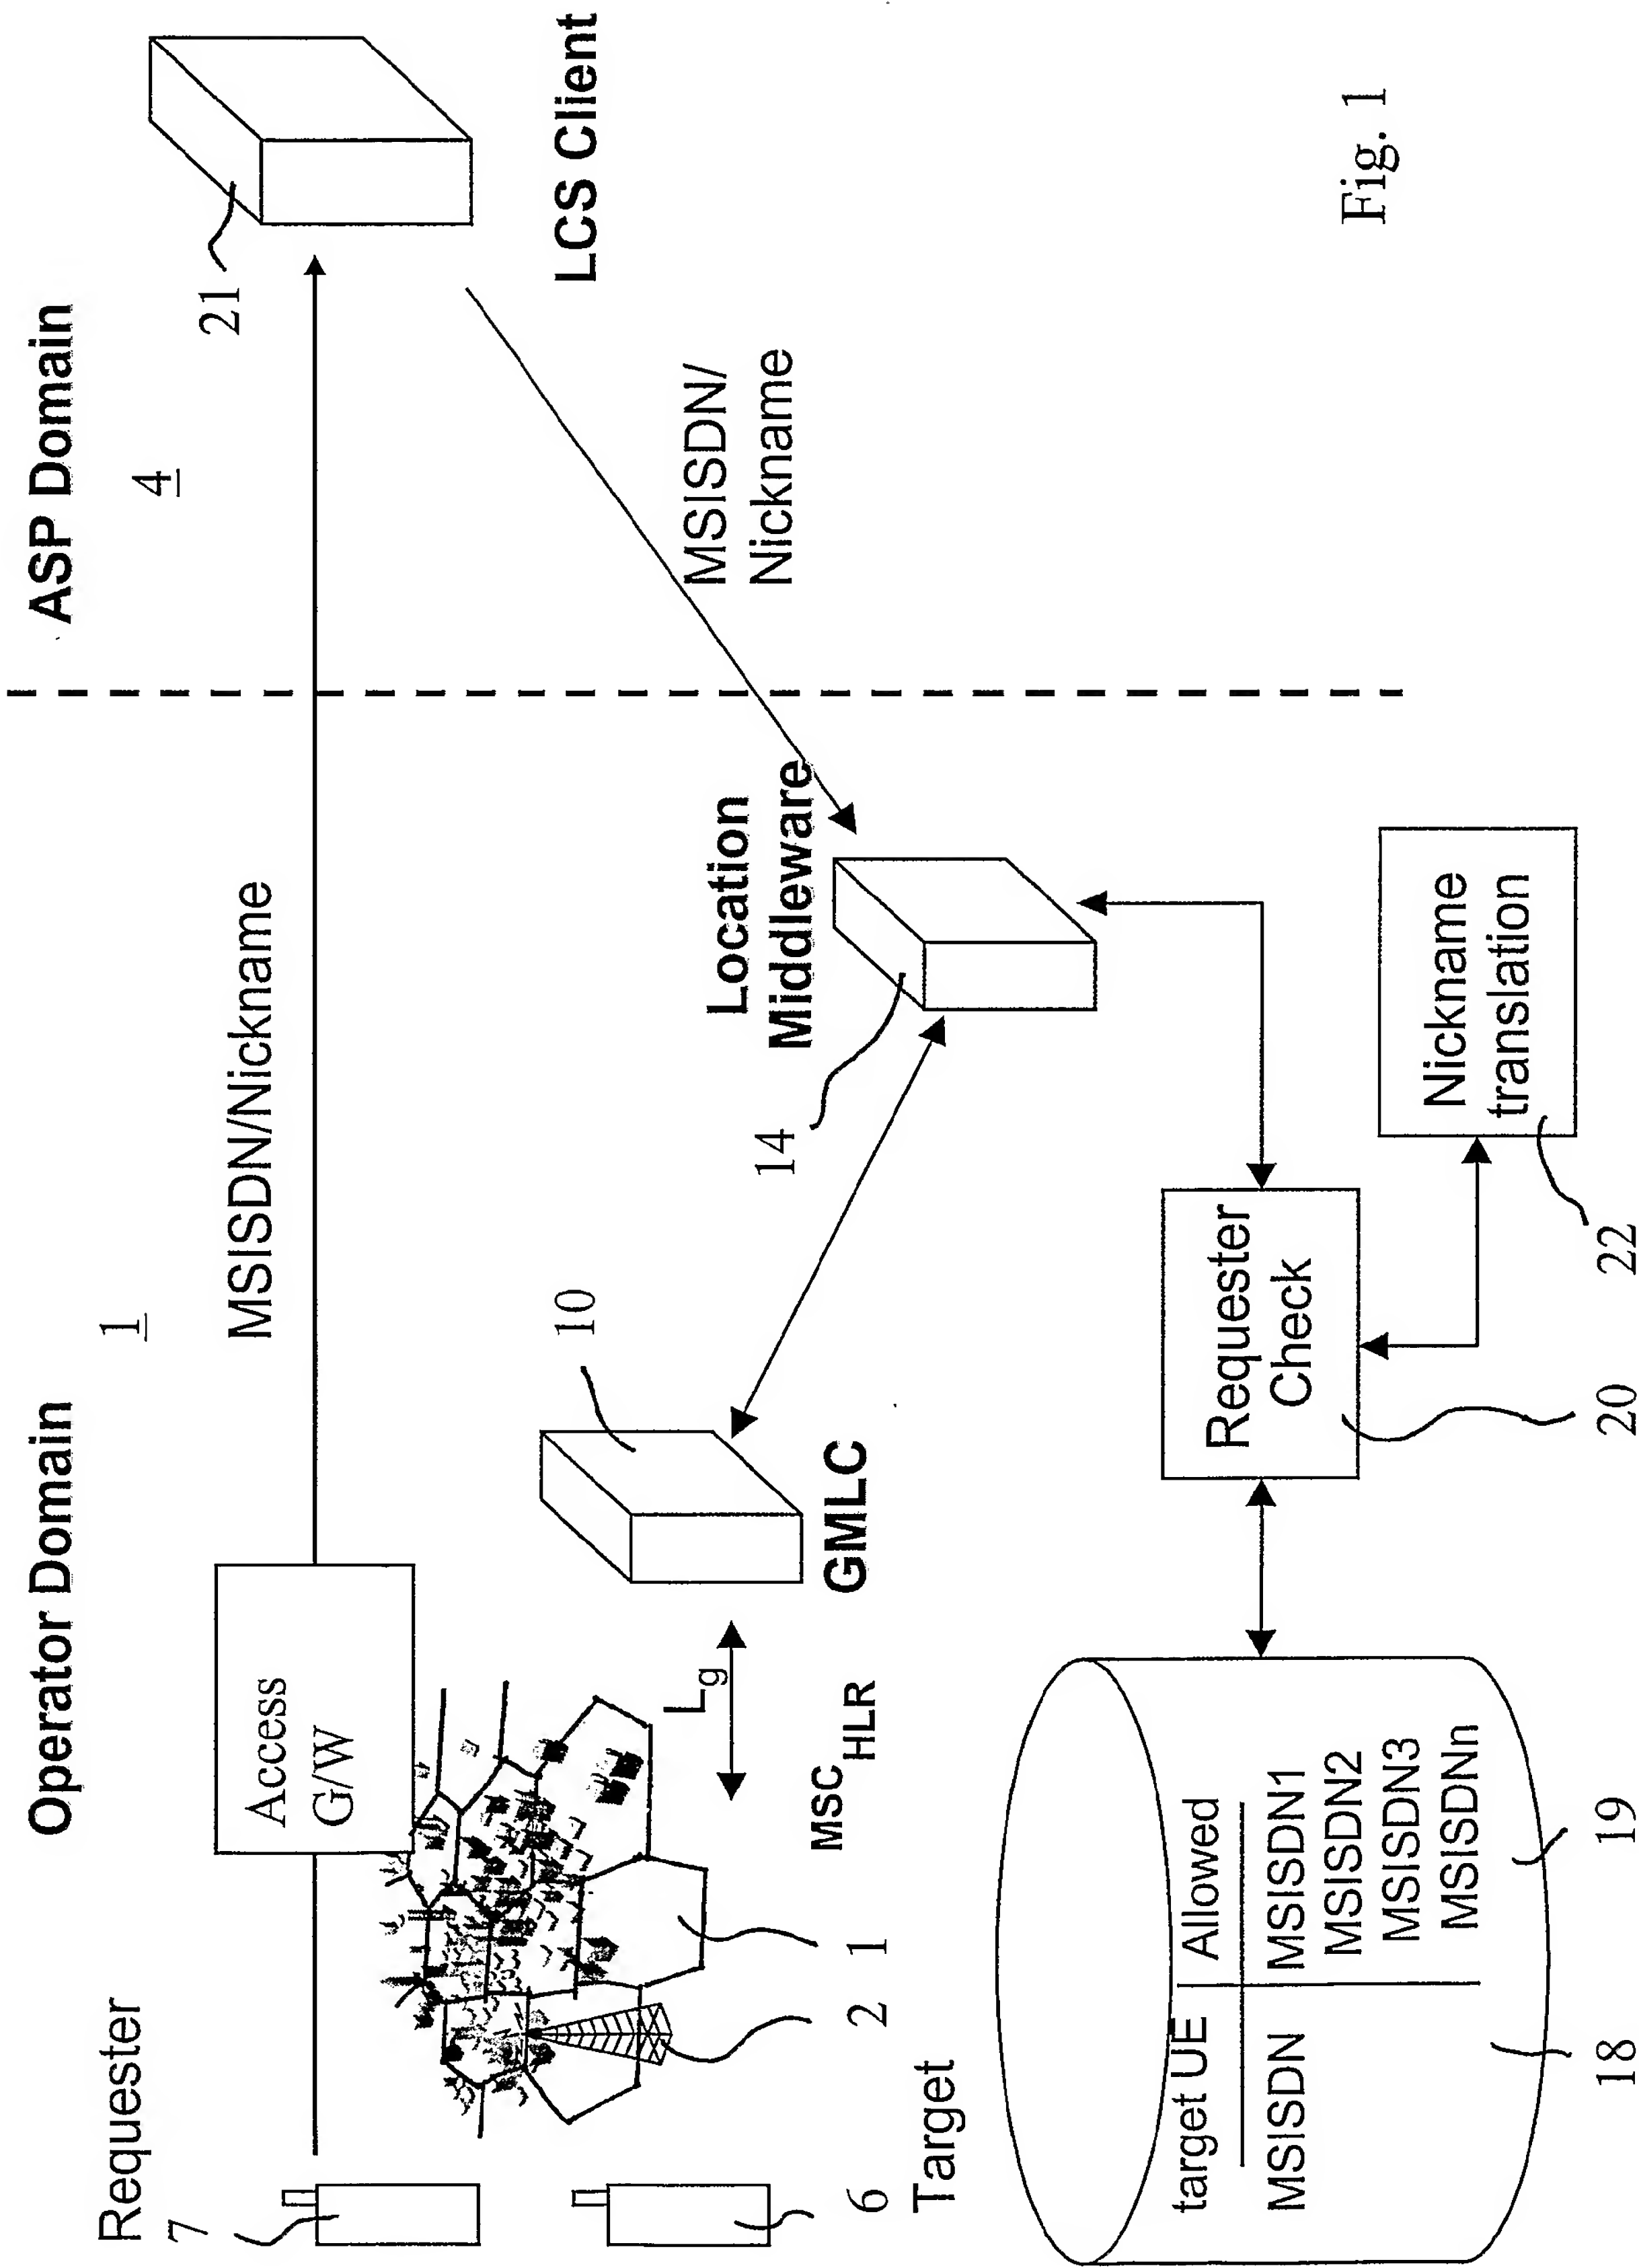 Operator Domain
ASP Domain
1
4
Requester
7
Access
G/W
MSISDN/Nickname
21
LCS Client
10
GMLC
Lg
MSC
HLR
1
2
6
Target
Location
Middleware
14
MSISDN/
Nickname
target UE
Allowed
MSISDN
MSISDN1
MSISDN2
MSISDN3
MSISDNn
18
19
Requester
Check
20
Nickname
translation
22
Fig. 1